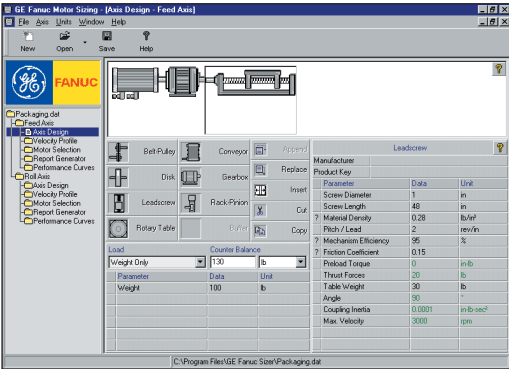 GE Fanuc Motor Sizing - [Axis Design - Feed Axis]
File Axis Units Window Help
New Open Save Help
GE FANUC
Packaging.dat
Feed Axis
Axis Design
Velocity Profile
Motor Selection
Report Generator
Performance Curves
Roll Axis
Axis Design
Velocity Profile
Motor Selection
Report Generator
Performance Curves
Belt-Pulley Conveyor Append
Disk Gearbox Replace
Leadscrew Rack-Pinion Insert
Cut
Rotary Table Buffer Copy
Load Counter Balance
Weight Only 130 lb
Parameter Data Unit
Weight 100 lb
Leadscrew
Manufacturer
Product Key
Parameter Data Unit
Screw Diameter 1 in
Screw Length 48 in
? Material Density 0.28 lb/in³
Pitch / Lead 2 rev/in
? Mechanism Efficiency 95 %
? Friction Coefficient 0.15
Preload Torque 0 in-lb
Thrust Forces 20 lb
Table Weight 30 lb
Angle 90 °
Coupling Inertia 0.0001 in-lb-sec²
Max. Velocity 3000 rpm
C:\Program Files\GE Fanuc Sizer\Packaging.dat